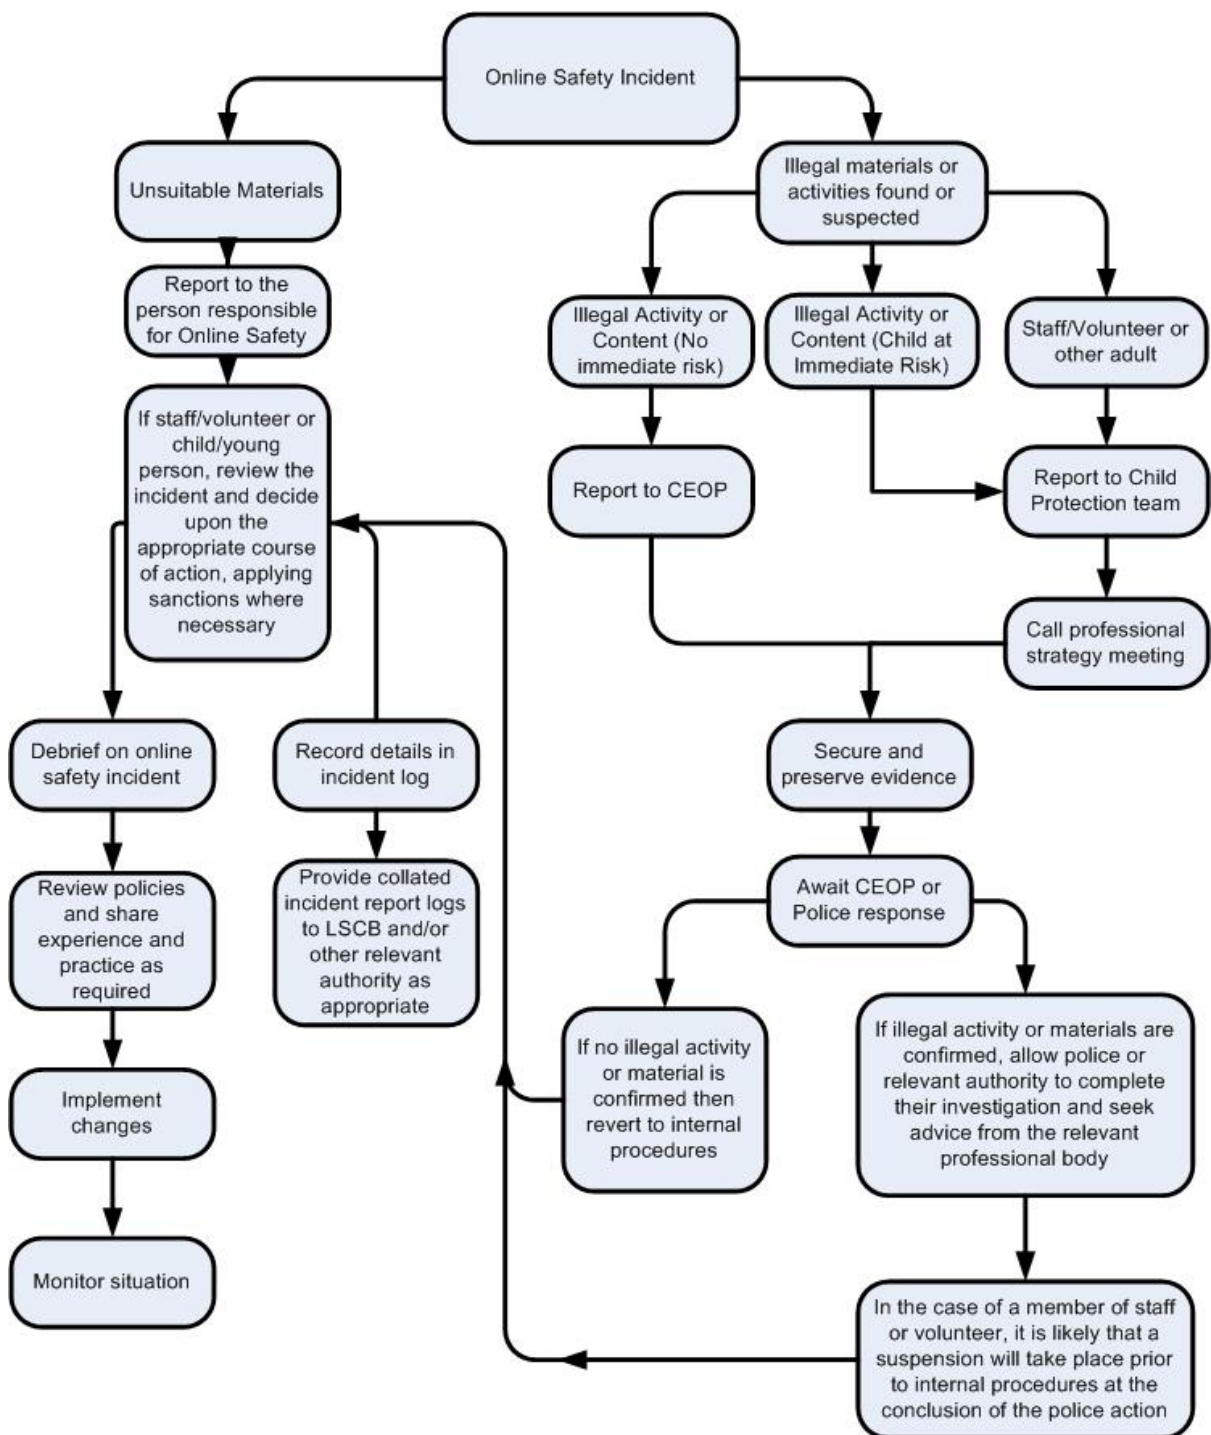 Online Safety Incident
Unsuitable Materials
Illegal materials or
activities found or
suspected
Report to the
person responsible
for Online Safety
Illegal Activity or
Content (No
immediate risk)
Illegal Activity or
Content (Child at
Immediate Risk)
Staff/Volunteer or
other adult
If staff/volunteer or
child/young
person, review the
incident and decide
upon the
appropriate course
of action, applying
sanctions where
necessary
Report to CEOP
Report to Child
Protection team
Call professional
strategy meeting
Debrief on online
safety incident
Record details in
incident log
Secure and
preserve evidence
Review policies
and share
experience and
practice as
required
Provide collated
incident report logs
to LSCB and/or
other relevant
authority as
appropriate
Await CEOP or
Police response
If no illegal activity
or material is
confirmed then
revert to internal
procedures
If illegal activity or materials are
confirmed, allow police or
relevant authority to complete
their investigation and seek
advice from the relevant
professional body
Implement
changes
Monitor situation
In the case of a member of staff
or volunteer, it is likely that a
suspension will take place prior
to internal procedures at the
conclusion of the police action